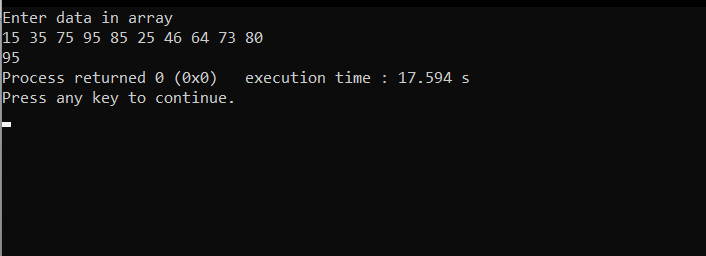 Enter data in array
15 35 75 95 85 25 46 64 73 80
95
Process returned 0 (0x0)   execution time : 17.594 s
Press any key to continue.